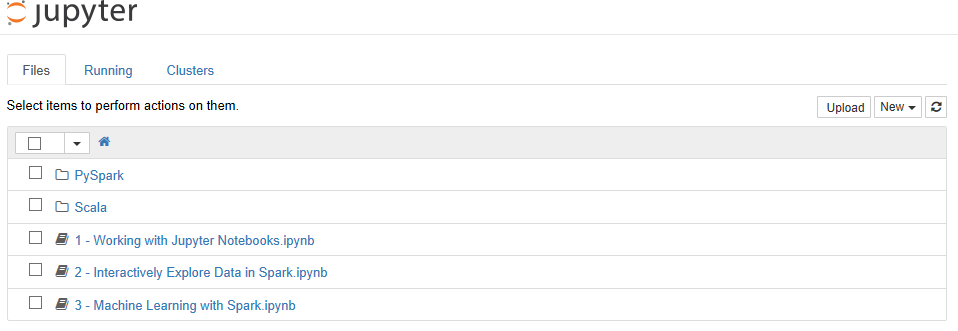 jupyter
Files Running Clusters
Select items to perform actions on them.
Upload New
PySpark
Scala
1 - Working with Jupyter Notebooks.ipynb
2 - Interactively Explore Data in Spark.ipynb
3 - Machine Learning with Spark.ipynb